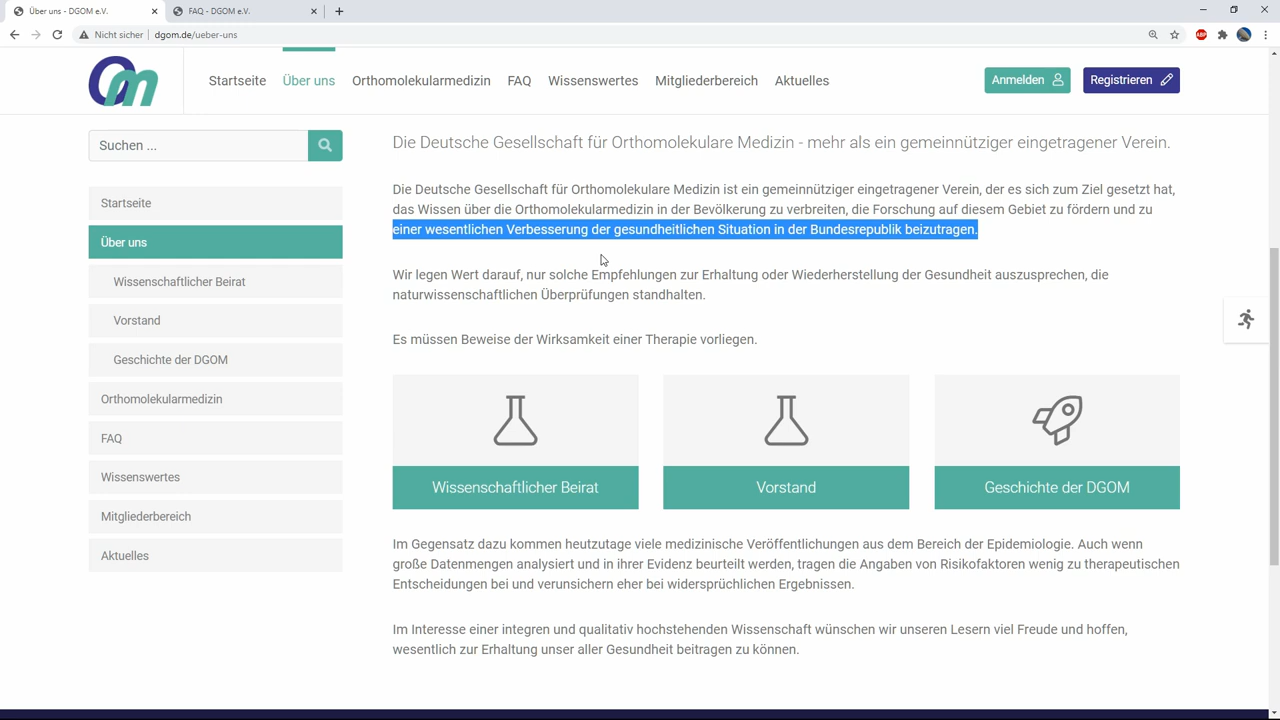 Über uns - DGOM e.V.
FAQ - DGOM e.V.
Nicht sicher
dgom.de/ueber-uns
ABP
Om
Startseite
Über uns
Orthomolekularmedizin
FAQ
Wissenswertes
Mitgliederbereich
Aktuelles
Anmelden
Registrieren
Suchen ...
Startseite
Über uns
Wissenschaftlicher Beirat
Vorstand
Geschichte der DGOM
Orthomolekularmedizin
FAQ
Wissenswertes
Mitgliederbereich
Aktuelles
Die Deutsche Gesellschaft für Orthomolekulare Medizin - mehr als ein gemeinnütziger eingetragener Verein.
Die Deutsche Gesellschaft für Orthomolekulare Medizin ist ein gemeinnütziger eingetragener Verein, der es sich zum Ziel gesetzt hat,
das Wissen über die Orthomolekularmedizin in der Bevölkerung zu verbreiten, die Forschung auf diesem Gebiet zu fördern und zu
einer wesentlichen Verbesserung der gesundheitlichen Situation in der Bundesrepublik beizutragen.
Wir legen Wert darauf, nur solche Empfehlungen zur Erhaltung oder Wiederherstellung der Gesundheit auszusprechen, die
naturwissenschaftlichen Überprüfungen standhalten.
Es müssen Beweise der Wirksamkeit einer Therapie vorliegen.
Wissenschaftlicher Beirat
Vorstand
Geschichte der DGOM
Im Gegensatz dazu kommen heutzutage viele medizinische Veröffentlichungen aus dem Bereich der Epidemiologie. Auch wenn
große Datenmengen analysiert und in ihrer Evidenz beurteilt werden, tragen die Angaben von Risikofaktoren wenig zu therapeutischen
Entscheidungen bei und verunsichern eher bei widersprüchlichen Ergebnissen.
Im Interesse einer integren und qualitativ hochstehenden Wissenschaft wünschen wir unseren Lesern viel Freude und hoffen,
wesentlich zur Erhaltung unser aller Gesundheit beitragen zu können.